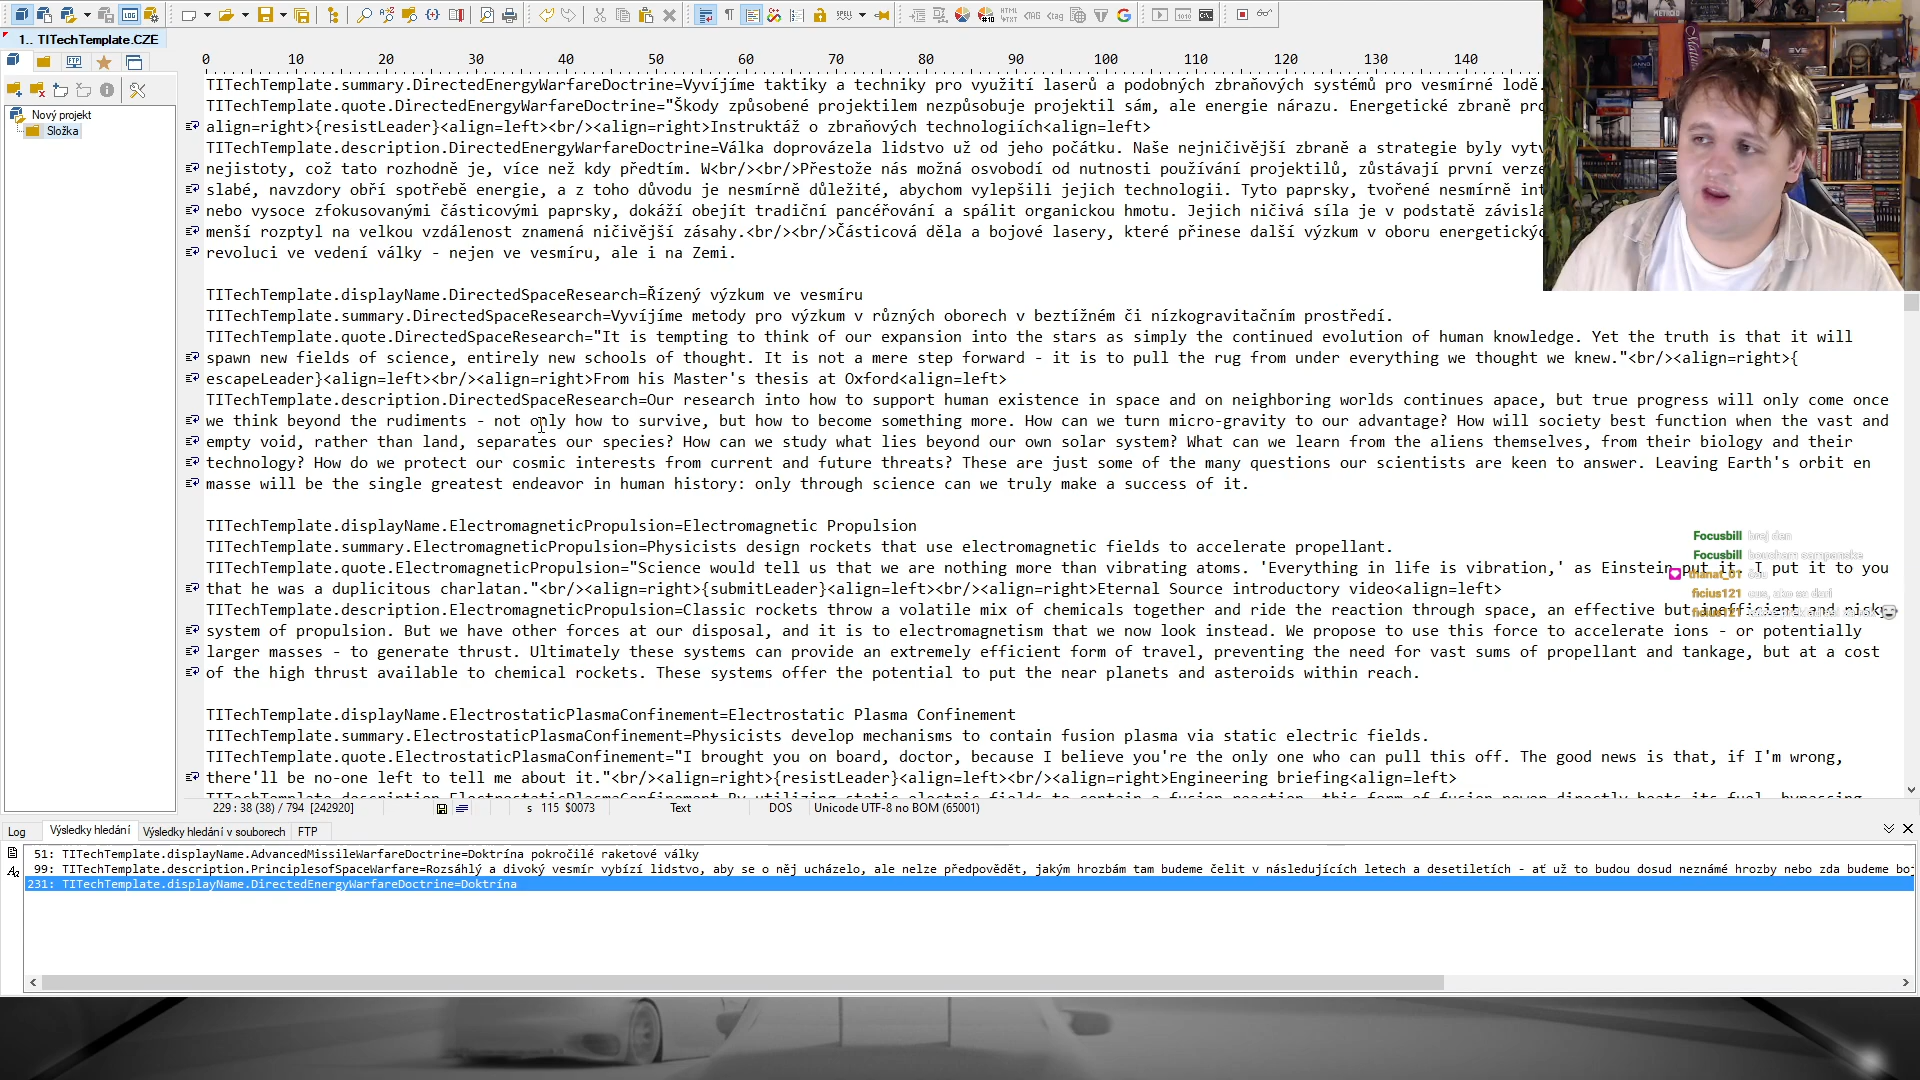 1.. TITechTemplate.CZE
0 10 20 30 40 50 60 70 80 90 100 110 120 130 140
Nový projekt
Složka
TITechTemplate.summary.DirectedEnergyWarfareDoctrine=Vyvíjíme taktiky a techniky pro využití laserů a podobných zbraňových systémů pro vesmírné lodě.
TITechTemplate.quote.DirectedEnergyWarfareDoctrine="Škody způsobené projektilem nezpůsobuje projektil sám, ale energie nárazu. Energetické zbraně
align=right>{resistLeader}<align=left><br/><align=right>Instruktáž o zbraňových technologiích<align=left>
TITechTemplate.description.DirectedEnergyWarfareDoctrine=Válka doprovázela lidstvo už od jeho počátku. Naše nejničivější zbraně a strategie byly
nejistoty, což tato rozhodně je, více než kdy předtím. W<br/><br/>Přestože nás možná osvobodí od nutnosti používání projektilů, zůstávají první
slabé, navzdory obří spotřebě energie, a z toho důvodu je nesmírně důležité, abychom vylepšili jejich technologii. Tyto paprsky, tvořené nesmírně
nebo vysoce zfokusovanými částicovými paprsky, dokáží obejít tradiční pancéřování a spálit organickou hmotu. Jejich ničivá síla je v podstatě
menší rozptyl na velkou vzdálenost znamená ničivější zásahy.<br/><br/>Částicová děla a bojové lasery, které přinese další výzkum v oboru
revoluci ve vedení války - nejen ve vesmíru, ale i na Zemi.
TITechTemplate.displayName.DirectedSpaceResearch=Řízený výzkum ve vesmíru
TITechTemplate.summary.DirectedSpaceResearch=Vyvíjíme metody pro výzkum v různých oborech v beztížném či nízkogravitačním prostředí.
TITechTemplate.quote.DirectedSpaceResearch="It is tempting to think of our expansion into the stars as simply the continued evolution of human knowledge. Yet the truth is that it will
spawn new fields of science, entirely new schools of thought. It is not a mere step forward - it is to pull the rug from under everything we thought we knew."<br/><align=right>{
escapeLeader}<align=left><br/><align=right>From his Master's thesis at Oxford<align=left>
TITechTemplate.description.DirectedSpaceResearch=Our research into how to support human existence in space and on neighboring worlds continues apace, but true progress will only come once
we think beyond the rudiments - not only how to survive, but how to become something more. How can we turn micro-gravity to our advantage? How will society best function when the vast and
empty void, rather than land, separates our species? How can we study what lies beyond our own solar system? What can we learn from the aliens themselves, from their biology and their
technology? How do we protect our cosmic interests from current and future threats? These are just some of the many questions our scientists are keen to answer. Leaving Earth's orbit en
masse will be the single greatest endeavor in human history: only through science can we truly make a success of it.
TITechTemplate.displayName.ElectromagneticPropulsion=Electromagnetic Propulsion
Focusbill hrej den
TITechTemplate.summary.ElectromagneticPropulsion=Physicists design rockets that use electromagnetic fields to accelerate propellant.
Focusbill
TITechTemplate.quote.ElectromagneticPropulsion="Science would tell us that we are nothing more than vibrating atoms. 'Everything in life is vibration,' as Einstein put it. I put it to you
that he was a duplicitous charlatan."<br/><align=right>{submitLeader}<align=left><br/><align=right>Eternal Source introductory video<align=left>
ficius121
TITechTemplate.description.ElectromagneticPropulsion=Classic rockets throw a volatile mix of chemicals together and ride the reaction through space, an effective but inefficient and risky
ficius121
system of propulsion. But we have other forces at our disposal, and it is to electromagnetism that we now look instead. We propose to use this force to accelerate ions - or potentially
larger masses - to generate thrust. Ultimately these systems can provide an extremely efficient form of travel, preventing the need for vast sums of propellant and tankage, but at a cost
of the high thrust available to chemical rockets. These systems offer the potential to put the near planets and asteroids within reach.
TITechTemplate.displayName.ElectrostaticPlasmaConfinement=Electrostatic Plasma Confinement
TITechTemplate.summary.ElectrostaticPlasmaConfinement=Physicists develop mechanisms to contain fusion plasma via static electric fields.
TITechTemplate.quote.ElectrostaticPlasmaConfinement="I brought you on board, doctor, because I believe you're the only one who can pull this off. The good news is that, if I'm wrong,
there'll be no-one left to tell me about it."<br/><align=right>{resistLeader}<align=left><br/><align=right>Engineering briefing<align=left>
229:38 (38) / 794 [242920] s 115 $0073 Text DOS Unicode UTF-8 no BOM (65001)
Log Výsledky hledání Výsledky hledání v souborech FTP
51: TITechTemplate.displayName.AdvancedMissileWarfareDoctrine=Doktrína pokročilé raketové války
99: TITechTemplate.description.PrinciplesofSpaceWarfare=Rozsáhlý a divoký vesmír vybízí lidstvo, aby se o něj ucházelo, ale nelze předpovědět, jakým hrozbám tam budeme čelit v následujících letech a desetiletích - ať už to budou dosud neznámé hrozby nebo zda budeme
231: TITechTemplate.displayName.DirectedEnergyWarfareDoctrine=Doktrína